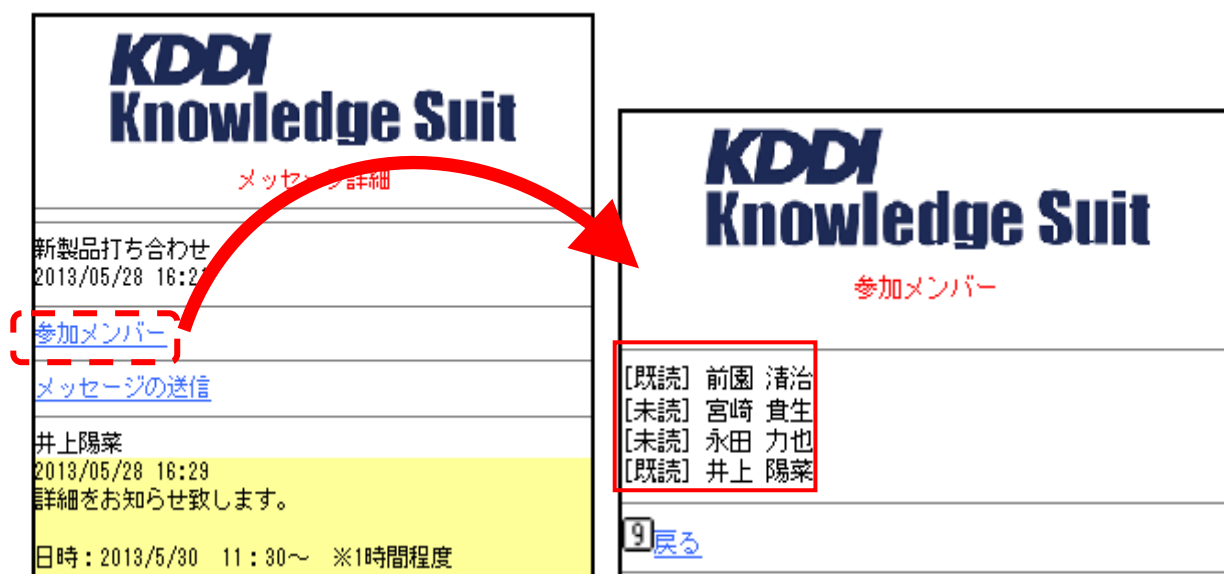 KDDI
Knowledge Suit
メッセージ詳細
新製品打ち合わせ
2013/05/28 16:2
参加メンバー
メッセージの送信
井上陽菜
2013/05/28 16:29
詳細をお知らせ致します。
日時：2013/5/30 11：30～ ※1時間程度
KDDI
Knowledge Suit
参加メンバー
[既読] 前園 清治
[未読] 宮崎 貴生
[未読] 永田 力也
[既読] 井上 陽菜
9戻る